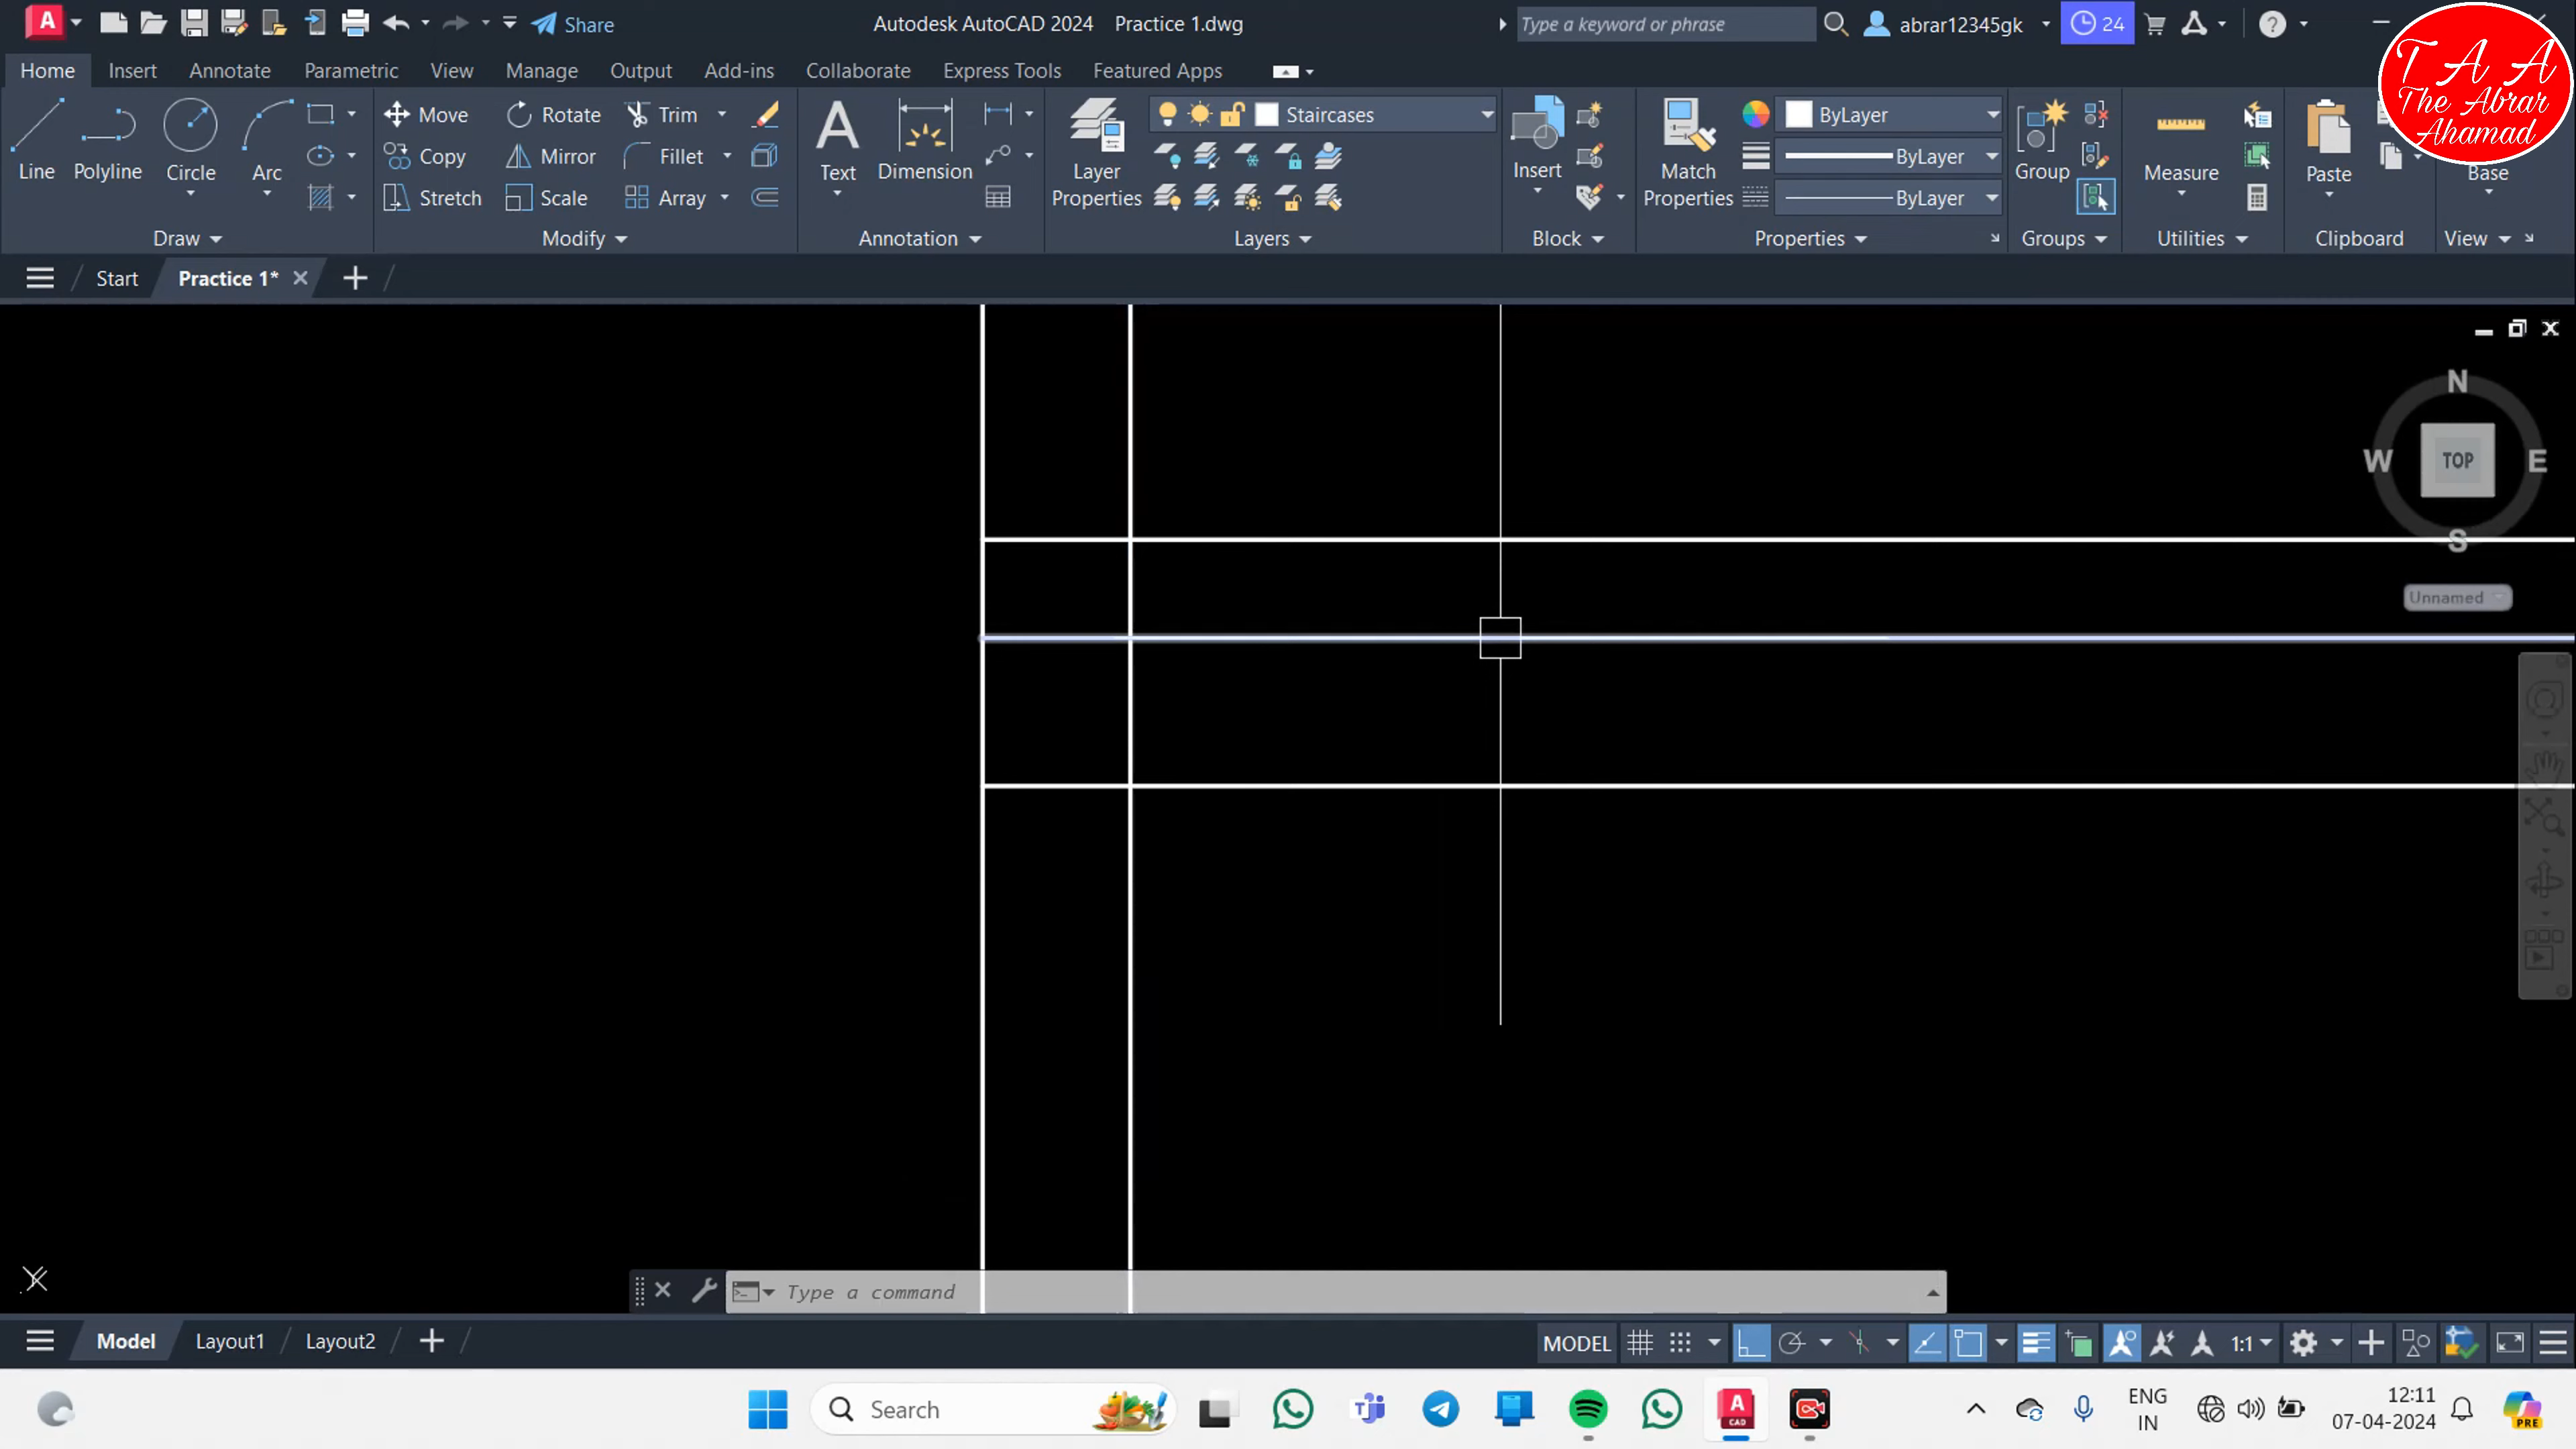 Autodesk AutoCAD 2024 Practice 1.dwg
Share
Type a keyword or phrase
abrar12345gk
24
T A A
The Abrar
Ahamad
Home Insert Annotate Parametric View Manage Output Add-ins Collaborate Express Tools Featured Apps
Line Polyline Circle Arc
Move Rotate Trim
Copy Mirror Fillet
Stretch Scale Array
Text Dimension
Layer
Properties
Staircases
Insert
Match
Properties
ByLayer
ByLayer
ByLayer
Group
Measure
Paste
Base
Draw Modify Annotation Layers Block Properties Groups Utilities Clipboard View
Start Practice 1*
N
W TOP E
S
Unnamed
Type a command
Model Layout1 Layout2
MODEL
1:1
Search
ENG
IN
12:11
07-04-2024
PRE